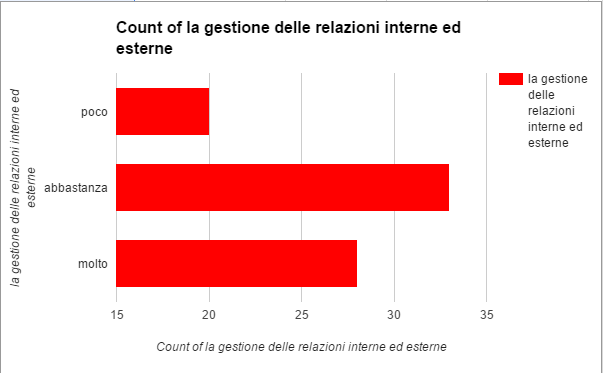 Count of la gestione delle relazioni interne ed
esterne
la gestione
delle
relazioni
interne ed
esterne
la gestione delle relazioni interne ed
esterne
poco
abbastanza
molto
15 20 25 30 35
Count of la gestione delle relazioni interne ed esterne